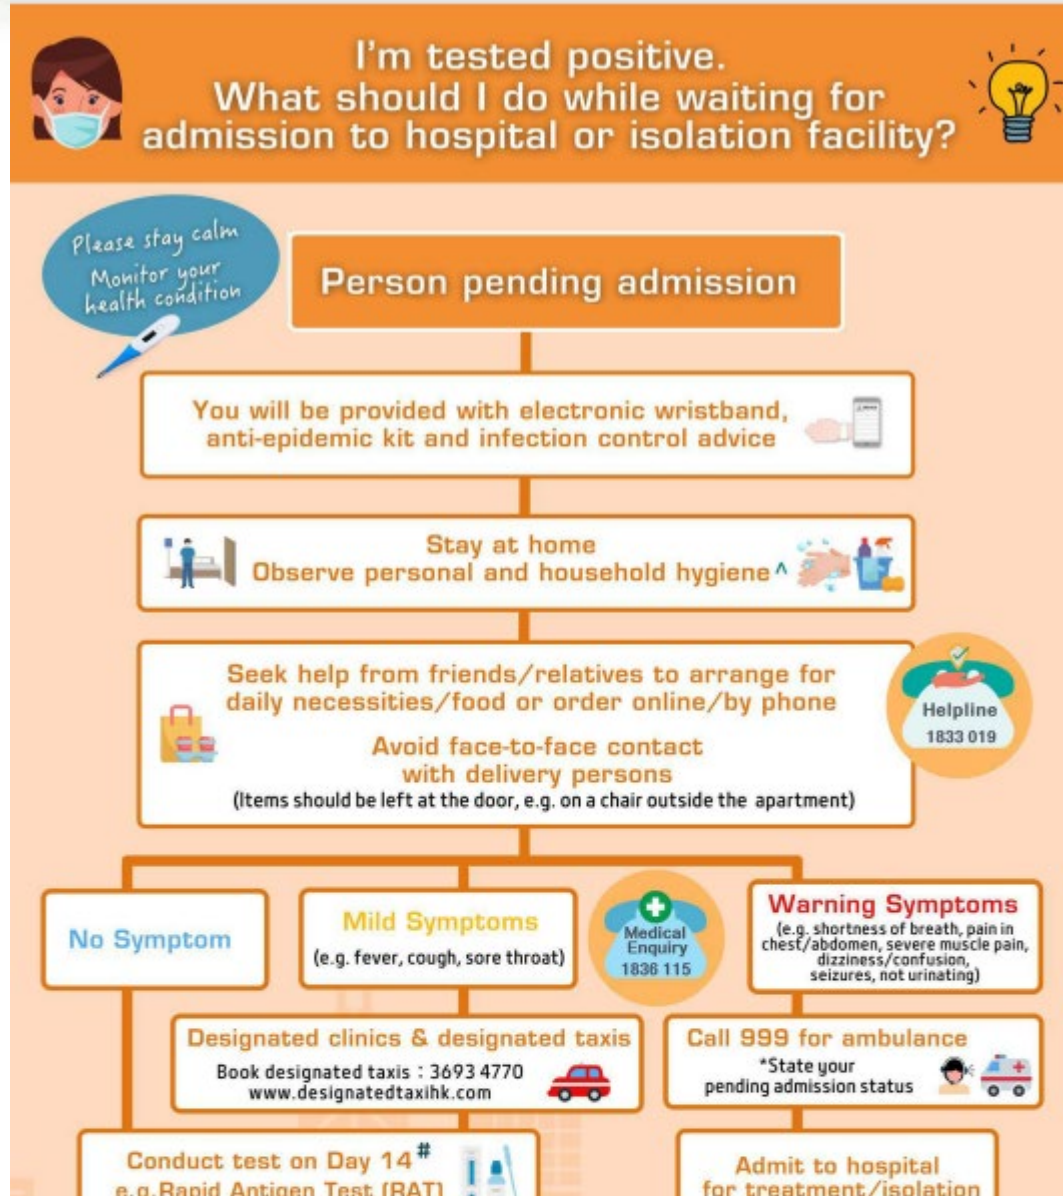 I'm tested positive.
What should I do while waiting for
admission to hospital or isolation facility?
Please stay calm
Monitor your
health condition
Person pending admission
You will be provided with electronic wristband,
anti-epidemic kit and infection control advice
Stay at home
Observe personal and household hygiene^
Seek help from friends/relatives to arrange for
daily necessities/food or order online/by phone
Avoid face-to-face contact
with delivery persons
(Items should be left at the door, e.g. on a chair outside the apartment)
Helpline
1833 019
No Symptom
Mild Symptoms
(e.g. fever, cough, sore throat)
Medical
Enquiry
1836 115
Warning Symptoms
(e.g. shortness of breath, pain in
chest/abdomen, severe muscle pain,
dizziness/confusion,
seizures, not urinating)
Designated clinics & designated taxis
Book designated taxis : 3693 4770
www.designatedtaxihk.com
Call 999 for ambulance
*State your
pending admission status
Conduct test on Day 14#
e.g.Rapid Antigen Test (RAT)
Admit to hospital
for treatment/isolation